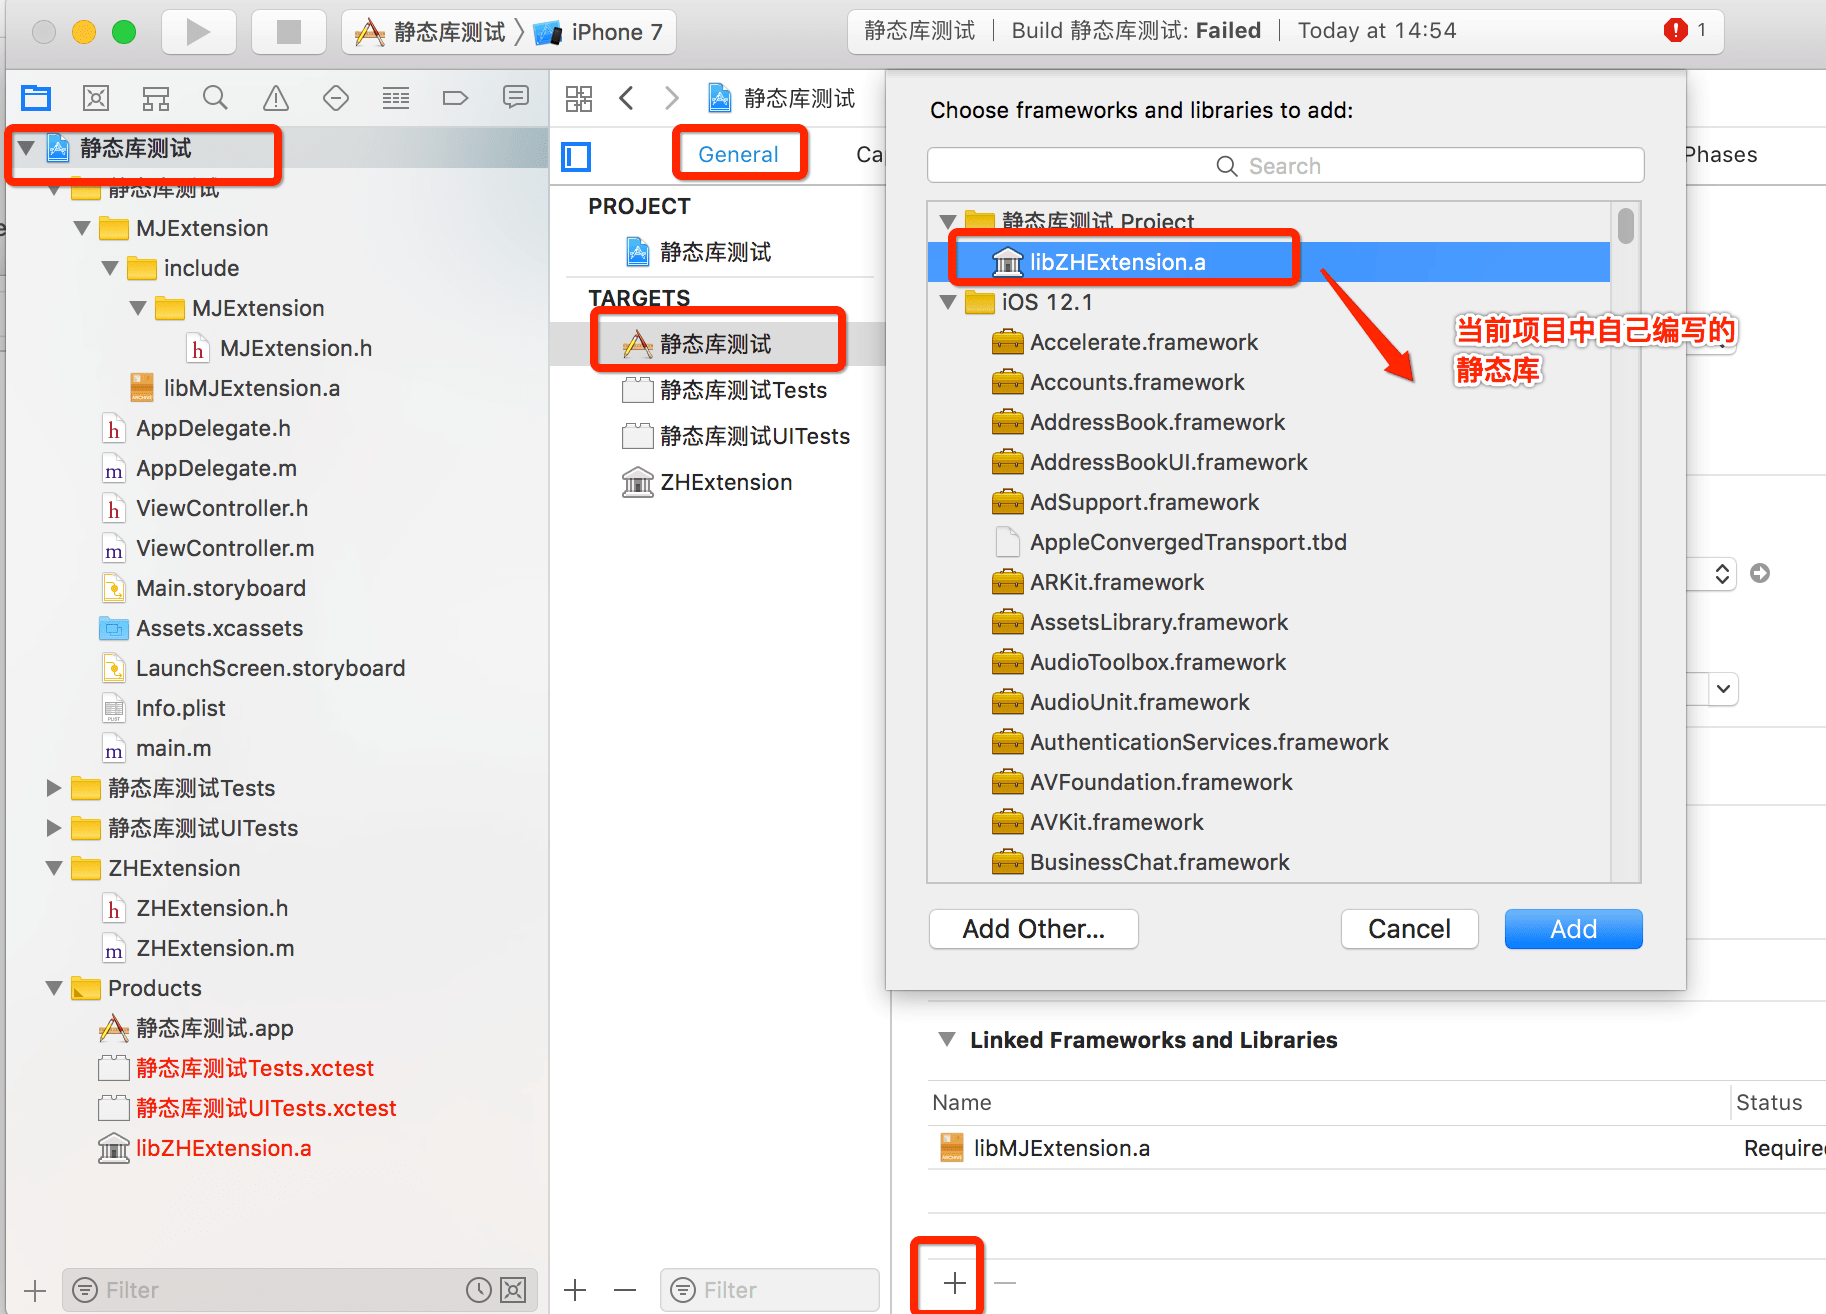 静态库测试
iPhone 7
静态库测试
Build 静态库测试: Failed
Today at 14:54
1
静态库测试
静态库测试
MJExtension
include
MJExtension
MJExtension.h
libMJExtension.a
AppDelegate.h
AppDelegate.m
ViewController.h
ViewController.m
Main.storyboard
Assets.xcassets
LaunchScreen.storyboard
Info.plist
main.m
静态库测试Tests
静态库测试UITests
ZHExtension
ZHExtension.h
ZHExtension.m
Products
静态库测试.app
静态库测试Tests.xctest
静态库测试UITests.xctest
libZHExtension.a
Filter
静态库测试
General
Ca
Phases
PROJECT
静态库测试
TARGETS
静态库测试
静态库测试Tests
静态库测试UITests
ZHExtension
Filter
Choose frameworks and libraries to add:
Search
静态库测试 Project
libZHExtension.a
iOS 12.1
Accelerate.framework
Accounts.framework
AddressBook.framework
AddressBookUI.framework
AdSupport.framework
AppleConvergedTransport.tbd
ARKit.framework
AssetsLibrary.framework
AudioToolbox.framework
AudioUnit.framework
AuthenticationServices.framework
AVFoundation.framework
AVKit.framework
BusinessChat.framework
当前项目中自己编写的
静态库
Add Other...
Cancel
Add
Linked Frameworks and Libraries
Name
Status
libMJExtension.a
Require